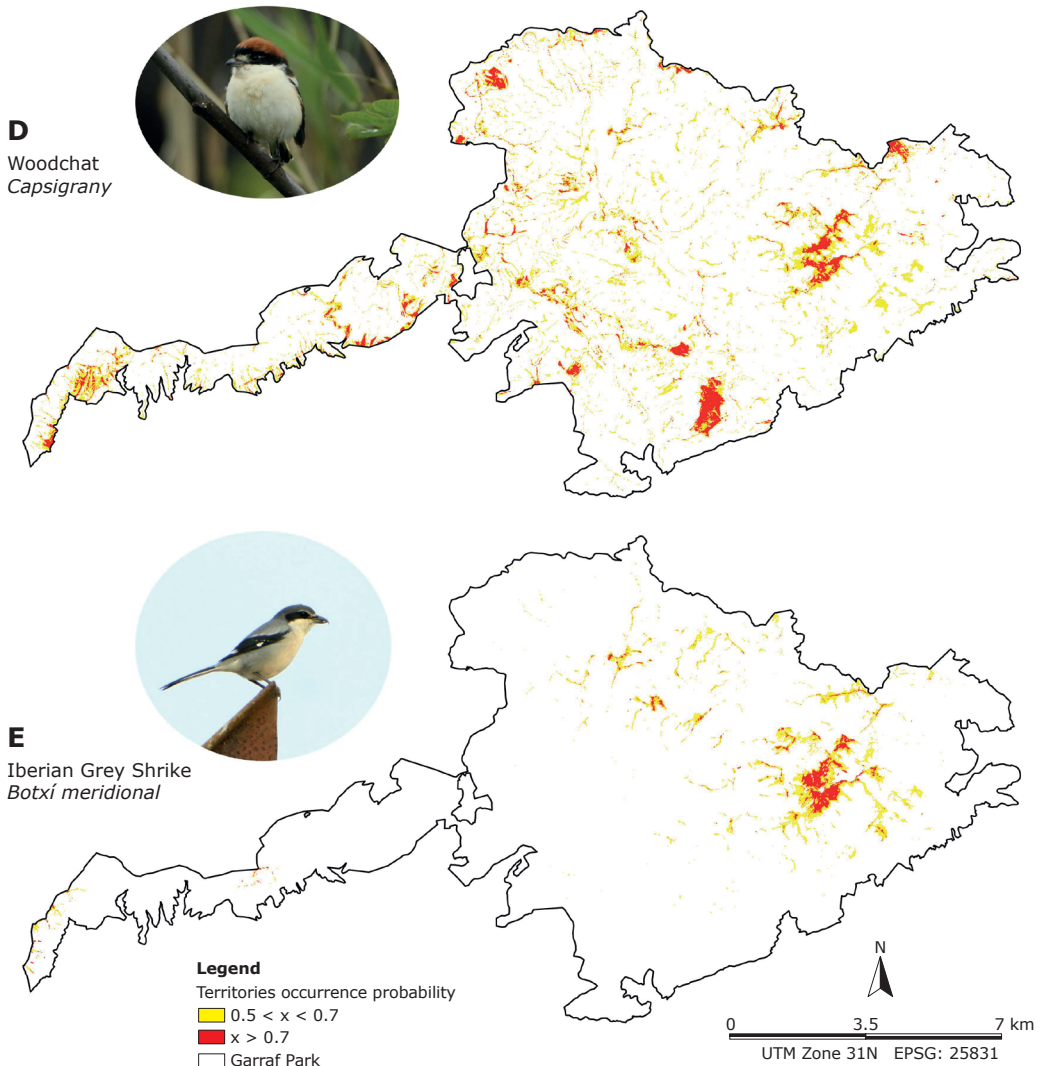 D
Woodchat
Capsigrany
E
Iberian Grey Shrike
Botxí meridional
Legend
Territories occurrence probability
0.5 < x < 0.7
x > 0.7
Garraf Park
N
0 3.5 7 km
UTM Zone 31N EPSG: 25831